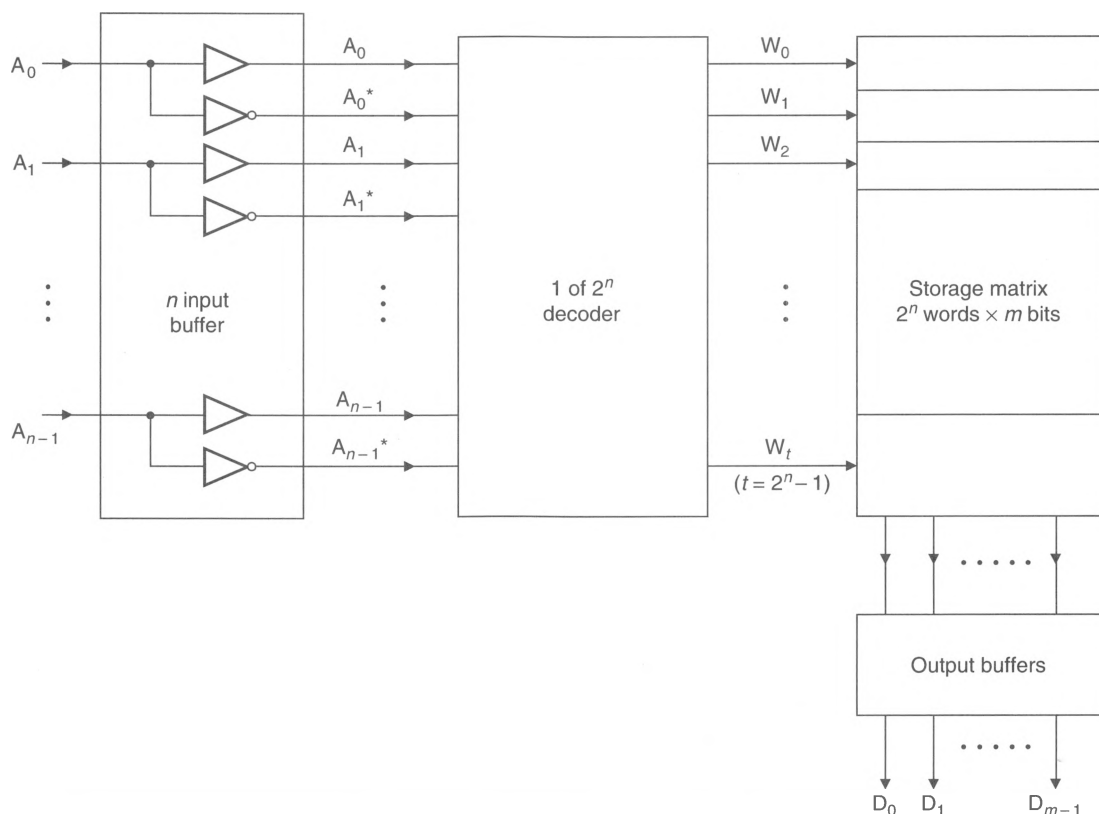 A₀
A₀
W₀
A₀*
W₁
A₁
A₁
W₂
A₁*
n input
buffer
1 of 2ⁿ
decoder
Storage matrix
2ⁿ words × m bits
Aₙ₋₁
Aₙ₋₁
Aₙ₋₁*
Wₜ
(t = 2ⁿ−1)
Output buffers
D₀ D₁ Dₘ₋₁